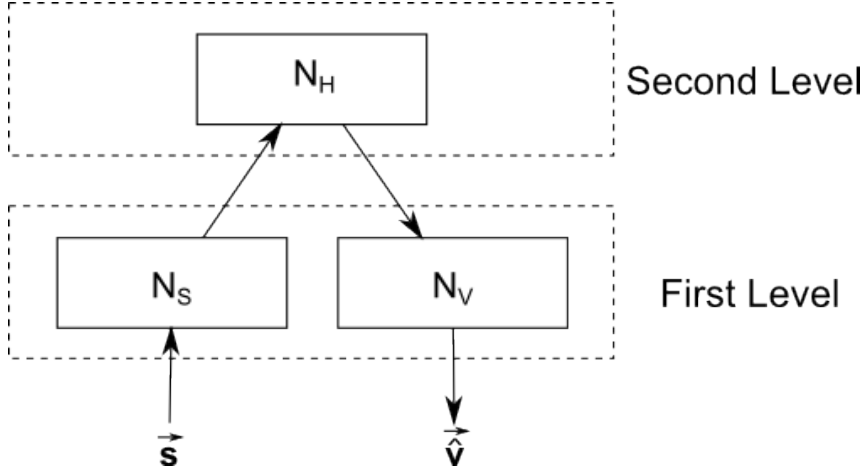 N_H
Second Level
N_S
N_V
First Level
s⃗
v̂⃗